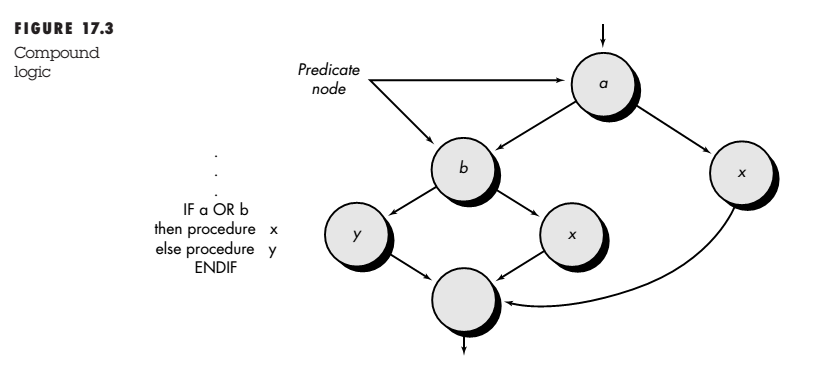 FIGURE 17.3
Compound
logic
Predicate
node
a
b
x
y
x
.
.
.
IF a OR b
then procedure x
else procedure y
ENDIF